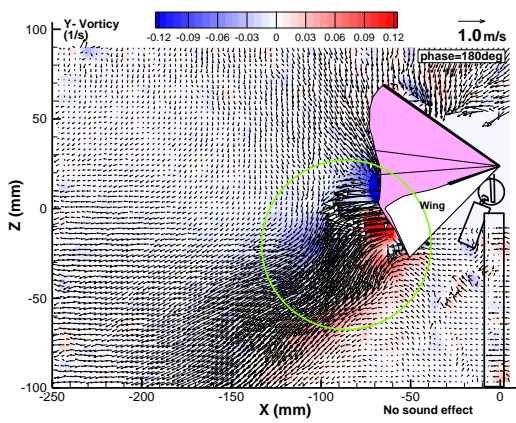 Y- Vorticy
(1/s)
-0.12 -0.09 -0.06 -0.03 0.03 0.06 0.09 0.12
1.0 m/s
phase=180deg
100
50
0
-50
-100
Z (mm)
Wing
-250 -200 -150 -100 -50 0
X (mm)
No sound effect